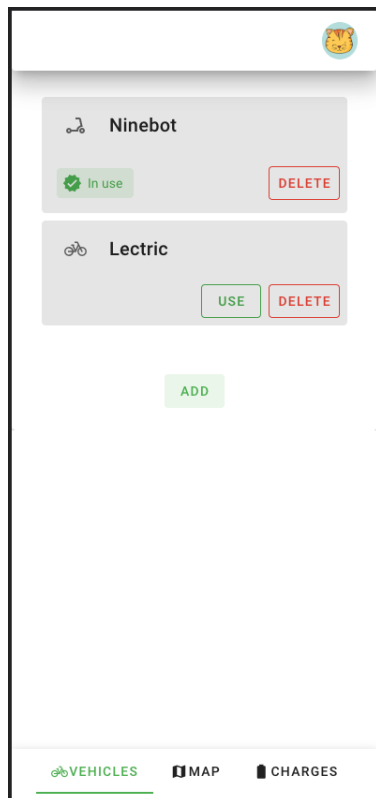 Ninebot
In use DELETE
Lectric
USE DELETE
ADD
VEHICLES MAP CHARGES